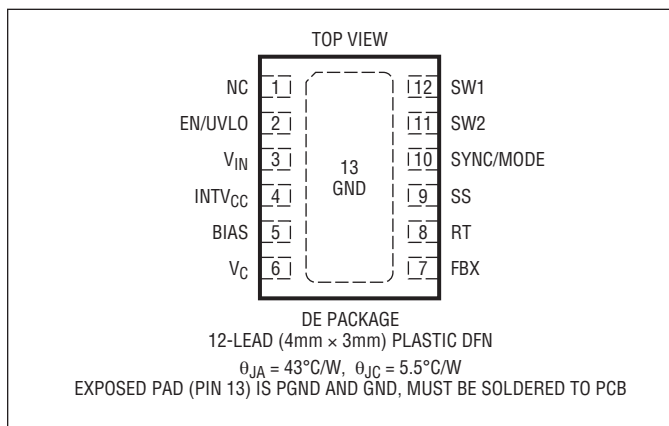 TOP VIEW
NC 1 12 SW1
EN/UVLO 2 11 SW2
VIN 3 10 SYNC/MODE
13
GND
INTVCC 4 9 SS
BIAS 5 8 RT
VC 6 7 FBX
DE PACKAGE
12-LEAD (4mm × 3mm) PLASTIC DFN
θJA = 43°C/W, θJC = 5.5°C/W
EXPOSED PAD (PIN 13) IS PGND AND GND, MUST BE SOLDERED TO PCB